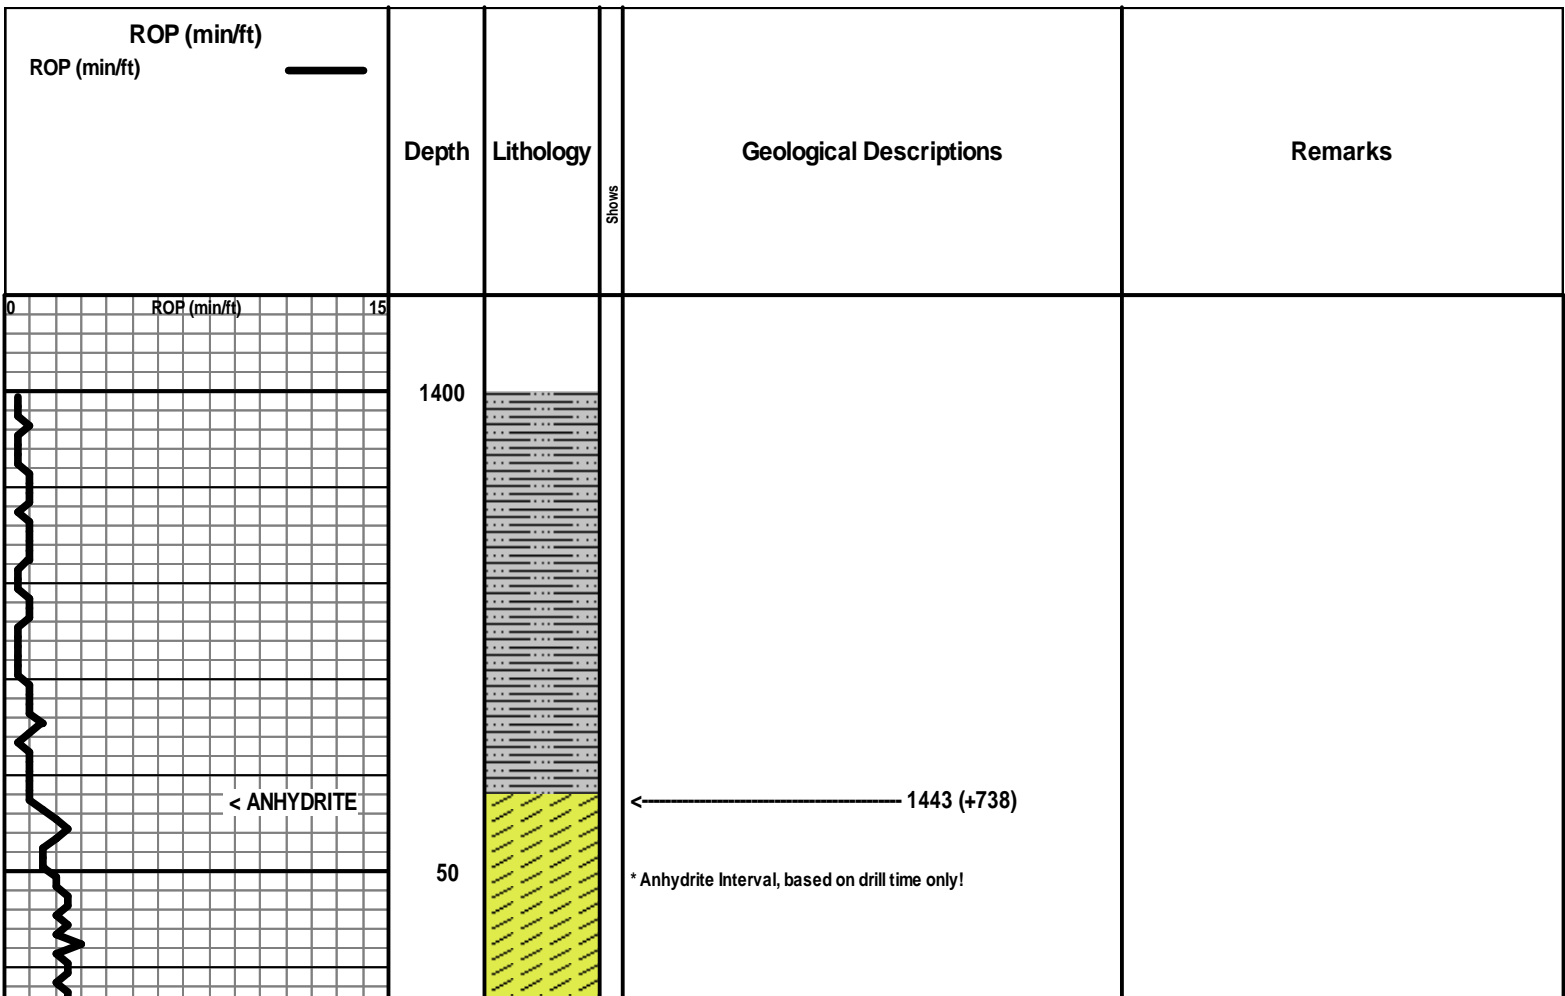 ROP (min/ft)
ROP (min/ft)
Depth
Lithology
Shows
Geological Descriptions
Remarks
0 ROP (min/ft) 15
1400
< ANHYDRITE
<-------------------------------------------- 1443 (+738)
50
* Anhydrite Interval, based on drill time only!